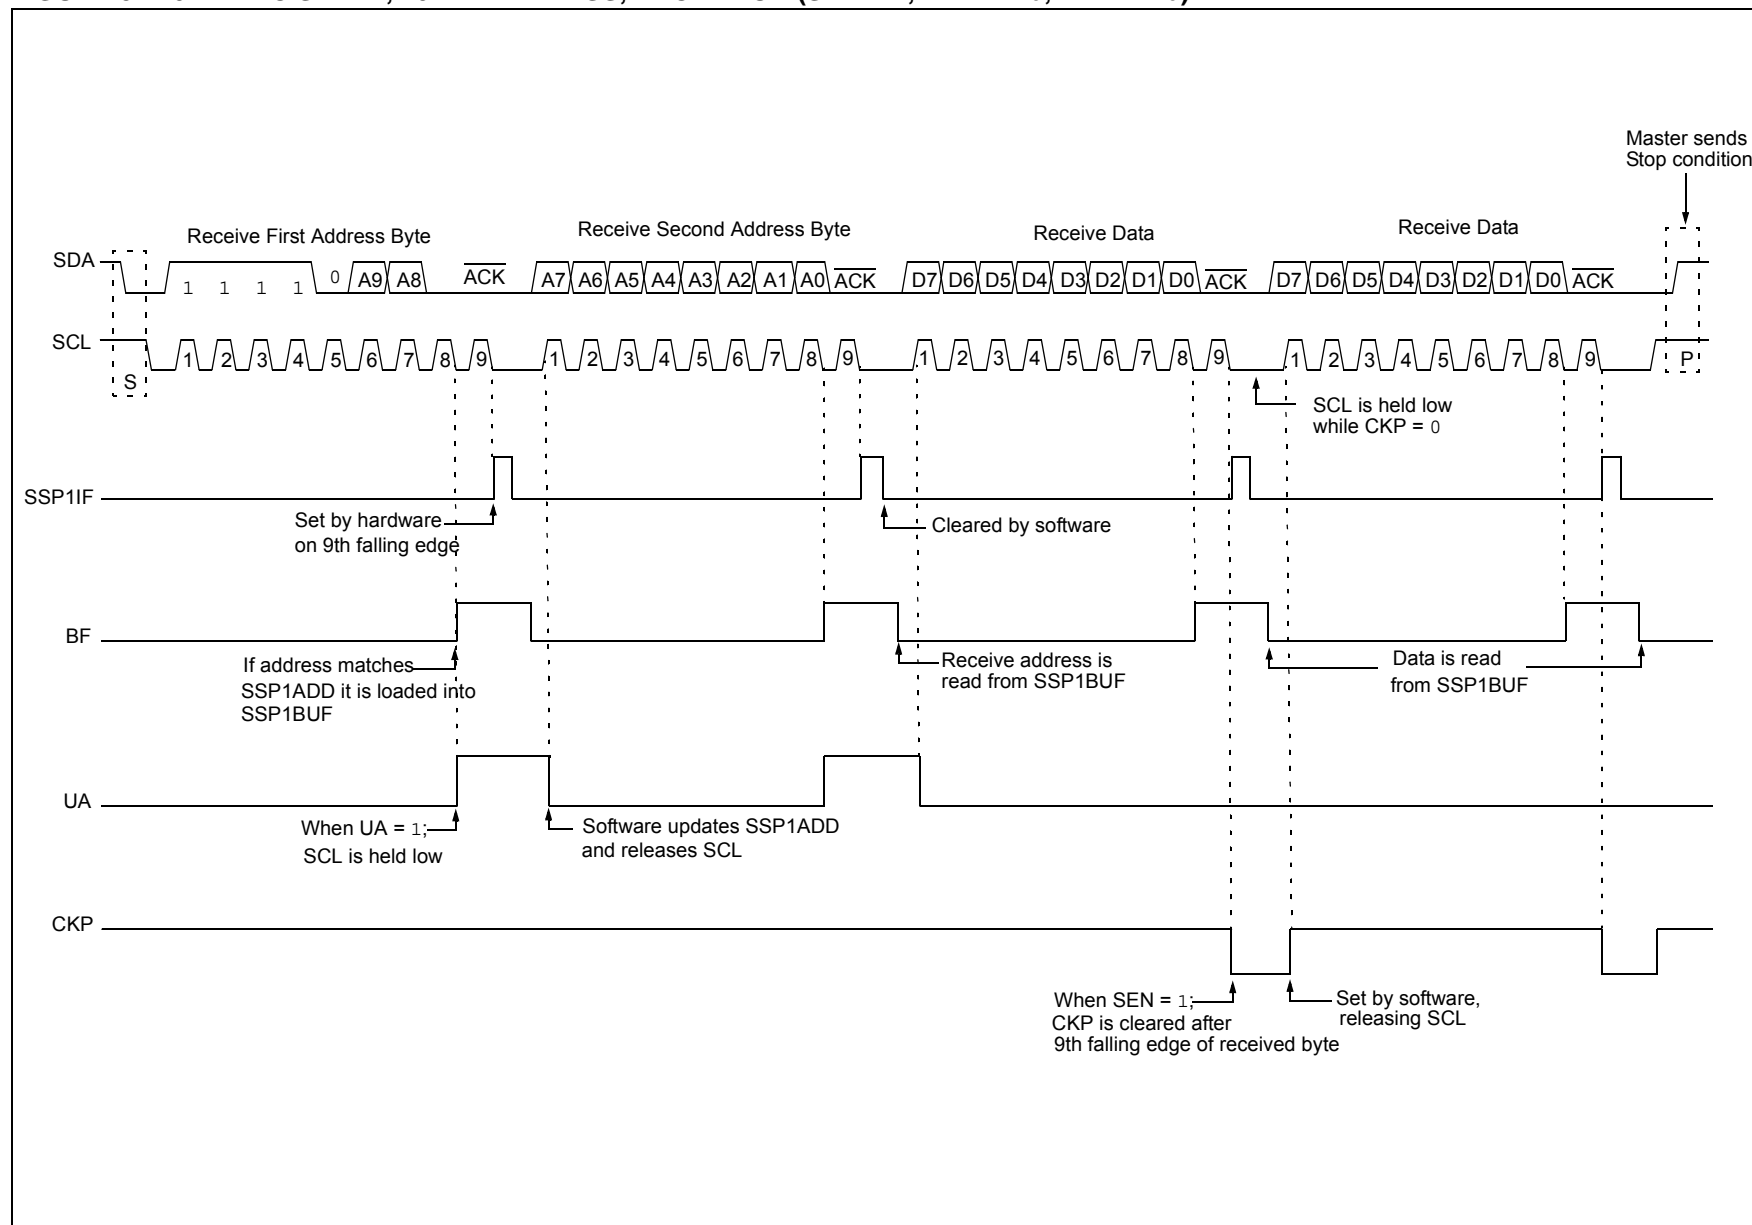 Master sends
Stop condition
Receive First Address Byte
Receive Second Address Byte
Receive Data
Receive Data
SDA
1 1 1 1 0 A9 A8 ACK A7 A6 A5 A4 A3 A2 A1 A0 ACK D7 D6 D5 D4 D3 D2 D1 D0 ACK D7 D6 D5 D4 D3 D2 D1 D0 ACK
SCL
S 1 2 3 4 5 6 7 8 9 1 2 3 4 5 6 7 8 9 1 2 3 4 5 6 7 8 9 1 2 3 4 5 6 7 8 9 P
SCL is held low
while CKP = 0
SSP1IF
Set by hardware
on 9th falling edge
Cleared by software
BF
If address matches
SSP1ADD it is loaded into
SSP1BUF
Receive address is
read from SSP1BUF
Data is read
from SSP1BUF
UA
When UA = 1;
SCL is held low
Software updates SSP1ADD
and releases SCL
CKP
When SEN = 1;
CKP is cleared after
9th falling edge of received byte
Set by software,
releasing SCL